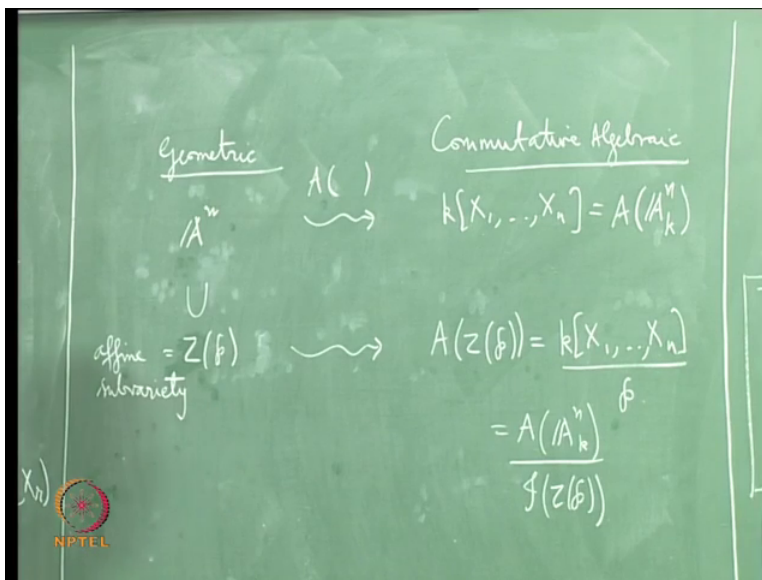 Geometric
Commutative Algebraic
A( )
𝔸ⁿ ⇝ k[X₁,...,Xₙ] = A(𝔸ⁿₖ)
∪
affine = Z(𝔭) ⇝ A(Z(𝔭)) = k[X₁,..,Xₙ]
subvariety
𝔭.
= A(𝔸ⁿₖ)
𝓘(Z(𝔭))
Xₙ)
NPTEL